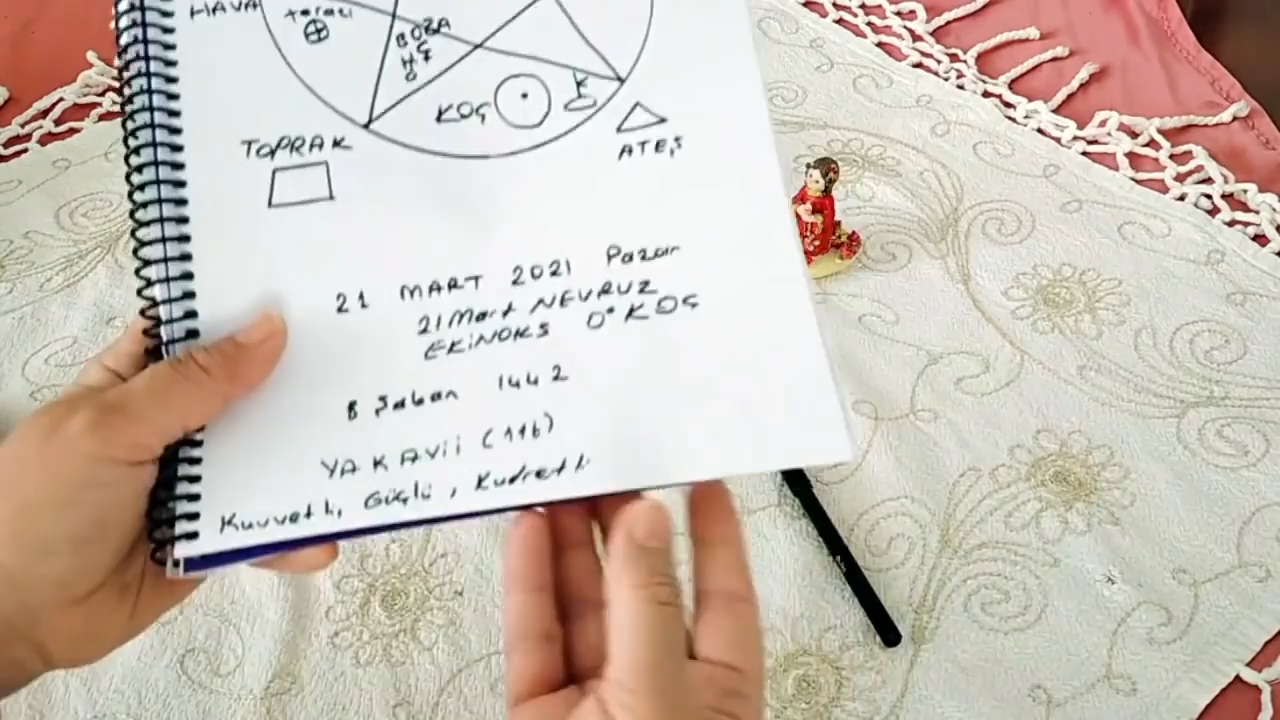 HAVA
terazi
BOĞA
KOÇ
K
TOPRAK
ATEŞ
21 MART 2021 Pazar
21 Mart NEVRUZ
EKİNOKS 0° KOÇ
8 Şaban 1442
YA KAVİİ (116)
Kuvvetli, Güçlü, Kudretli